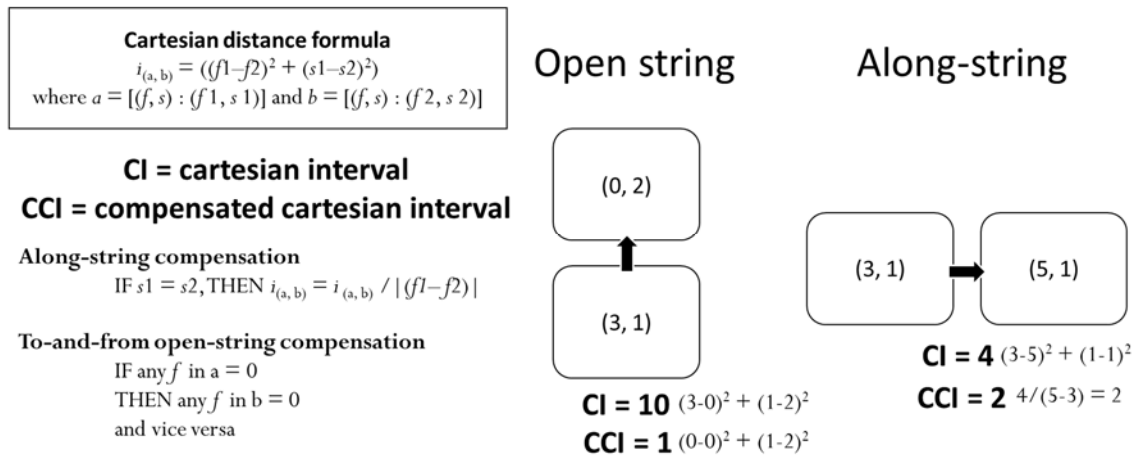 Cartesian distance formula
i(a, b) = ((f1–f2)² + (s1–s2)²)
where a = [(f, s) : (f 1, s 1)] and b = [(f, s) : (f 2, s 2)]
CI = cartesian interval
CCI = compensated cartesian interval
Along-string compensation
IF s1 = s2, THEN i(a, b) = i (a, b) / |(f1–f2)|
To-and-from open-string compensation
IF any f in a = 0
THEN any f in b = 0
and vice versa
Open string
(0, 2)
(3, 1)
CI = 10 (3-0)² + (1-2)²
CCI = 1 (0-0)² + (1-2)²
Along-string
(3, 1)
(5, 1)
CI = 4 (3-5)² + (1-1)²
CCI = 2 4/(5-3) = 2